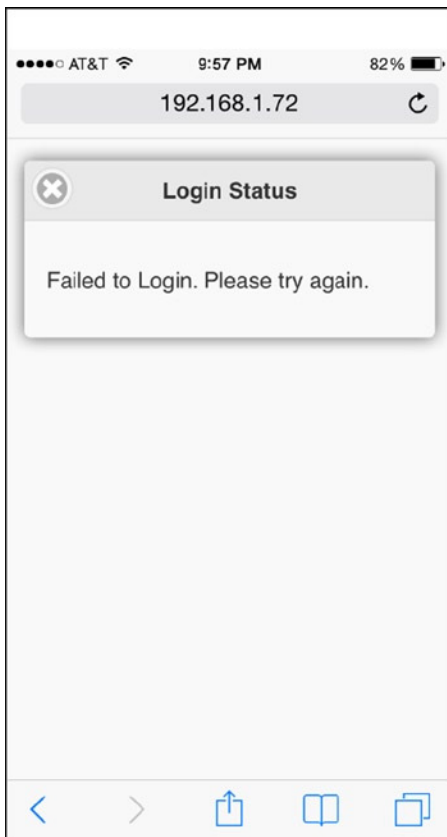 AT&T 9:57 PM 82%
192.168.1.72
Login Status
Failed to Login. Please try again.